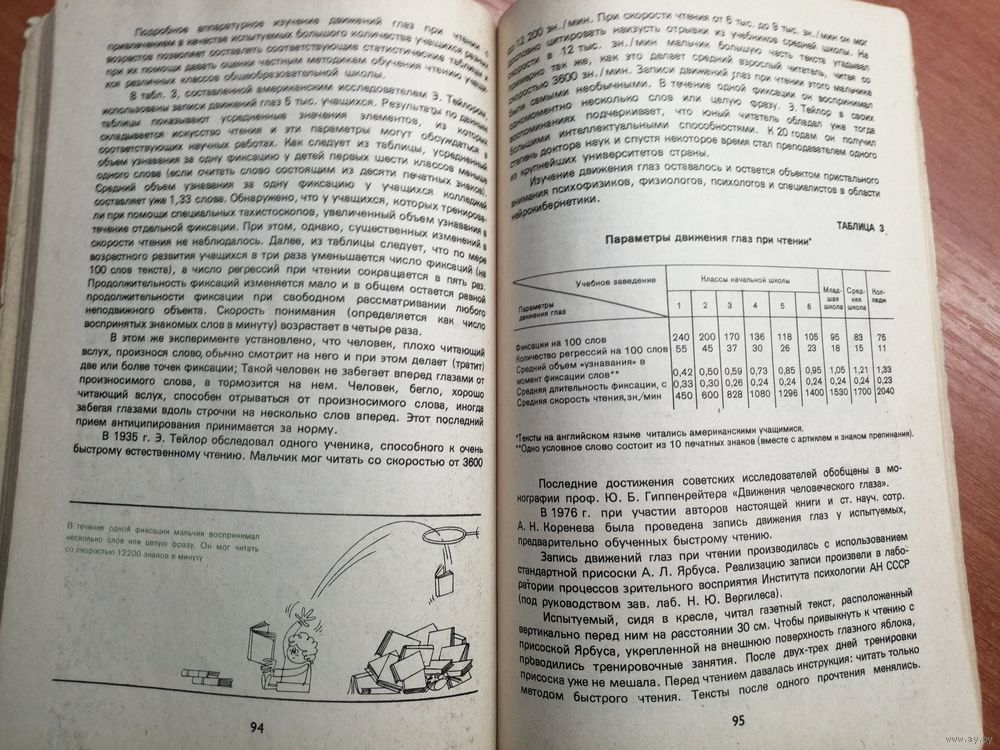 Подробное аппаратурное изучение движений глаз при чтении с
привлечением в качестве испытуемых большого количества учащихся разных
возрастов позволяет составлять соответствующие статистические таблицы и
при их помощи давать оценки частным методикам обучения чтению учащи-
хся различных классов общеобразовательной школы.
В табл. 3, составленной американским исследователем Э. Тейлором,
использованы записи движений глаз 5 тыс. учащихся. Результаты по данным
таблицы показывают усредненные значения элементов, из которых
складывается искусство чтения и эти параметры могут обсуждаться в
соответствующих научных работах. Как следует из таблицы, усредненный
объем узнавания за одну фиксацию у детей первых шести классов меньше
одного слова (если считать слово состоящим из десяти печатных знаков).
Средний объем узнавания за одну фиксацию у учащихся колледжей
составляет уже 1,33 слова. Обнаружено, что у учащихся, которых тренирова-
ли при помощи специальных тахистоскопов, увеличенный объем узнавания в
течение отдельной фиксации. При этом, однако, существенных изменений в
скорости чтения не наблюдалось. Далее, из таблицы следует, что по мере
возрастного развития учащихся в три раза уменьшается число фиксаций (на
100 слов текста), а число регрессий при чтении сокращается в пять раз.
Продолжительность фиксаций изменяется мало и в общем остается равной
продолжительности фиксации при свободном рассматривании любого
неподвижного объекта. Скорость понимания (определяется как число
воспринятых знакомых слов в минуту) возрастает в четыре раза.
В этом же эксперименте установлено, что человек, плохо читающий
вслух, произнося слово, обычно смотрит на него и при этом делает (тратит)
две или более точек фиксации; Такой человек не забегает вперед глазами от
произносимого слова, а тормозится на нем. Человек, бегло, хорошо
читающий вслух, способен отрываться от произносимого слова, иногда
забегая глазами вдоль строчки на несколько слов вперед. Этот последний
прием антиципирования принимается за норму.
В 1935 г. Э. Тейлор обследовал одного ученика, способного к очень
быстрому естественному чтению. Мальчик мог читать со скоростью от 3600
В течение одной фиксации мальчик воспринимал
несколько слов или целую фразу. Он мог читать
со скоростью 12200 знаков в минуту
94
до 12 200 зн./мин. При скорости чтения от 6 тыс. до 8 тыс. зн./мин он мог
дословно цитировать наизусть отрывки из учебников средней школы. На
скорости в 12 тыс. зн./мин мальчик большую часть текста угадывал
примерно так же, как это делает средний взрослый читатель, читая со
скоростью 3600 зн./мин. Записи движений глаз при чтении этого мальчика
были самыми необычными. В течение одной фиксации он воспринимал
одномоментно несколько слов или целую фразу. Э. Тейлор в своих
воспоминаниях подчеркивает, что юный читатель обладал уже тогда
большими интеллектуальными способностями. К 20 годам он получил
степень доктора наук и спустя некоторое время стал преподавателем одного
из крупнейших университетов страны.
Изучение движения глаз оставалось и остается объектом пристального
внимания психофизиков, физиологов, психологов и специалистов в области
нейрокибернетики.
ТАБЛИЦА 3
Параметры движения глаз при чтении*
Учебное заведение
Параметры
движения глаз
Классы начальной школы
1 2 3 4 5 6
Млад-
шая
школа
Сред-
няя
школа
Кол-
ледж
Фиксации на 100 слов 240 200 170 136 118 105 95 83 75
Количество регрессий на 100 слов 55 45 37 30 26 23 18 15 11
Средний объем «узнавания» в
момент фиксации слов** 0,42 0,50 0,59 0,73 0,85 0,95 1,05 1,21 1,33
Средняя длительность фиксации, с 0,33 0,30 0,26 0,24 0,24 0,24 0,24 0,24 0,23
Средняя скорость чтения, зн./мин 450 600 828 1080 1296 1400 1530 1700 2040
*Тексты на английском языке читались американскими учащимися.
**Одно условное слово состоит из 10 печатных знаков (вместе с артиклем и знаком препинания).
Последние достижения советских исследователей обобщены в мо-
нографии проф. Ю. Б. Гиппенрейтера «Движения человеческого глаза».
В 1976 г. при участии авторов настоящей книги и ст. науч. сотр.
А. Н. Коренева была проведена запись движения глаз у испытуемых,
предварительно обученных быстрому чтению.
Запись движений глаз при чтении производилась с использованием
стандартной присоски А. Л. Ярбуса. Реализацию записи произвели в лабо-
ратории процессов зрительного восприятия Института психологии АН СССР
(под руководством зав. лаб. Н. Ю. Вергилеса).
Испытуемый, сидя в кресле, читал газетный текст, расположенный
вертикально перед ним на расстоянии 30 см. Чтобы привыкнуть к чтению с
присоской Ярбуса, укрепленной на внешнюю поверхность глазного яблока,
проводились тренировочные занятия. После двух-трех дней тренировки
присоска уже не мешала. Перед чтением давалась инструкция: читать только
методом быстрого чтения. Тексты после одного прочтения менялись.
95
www.ay.by